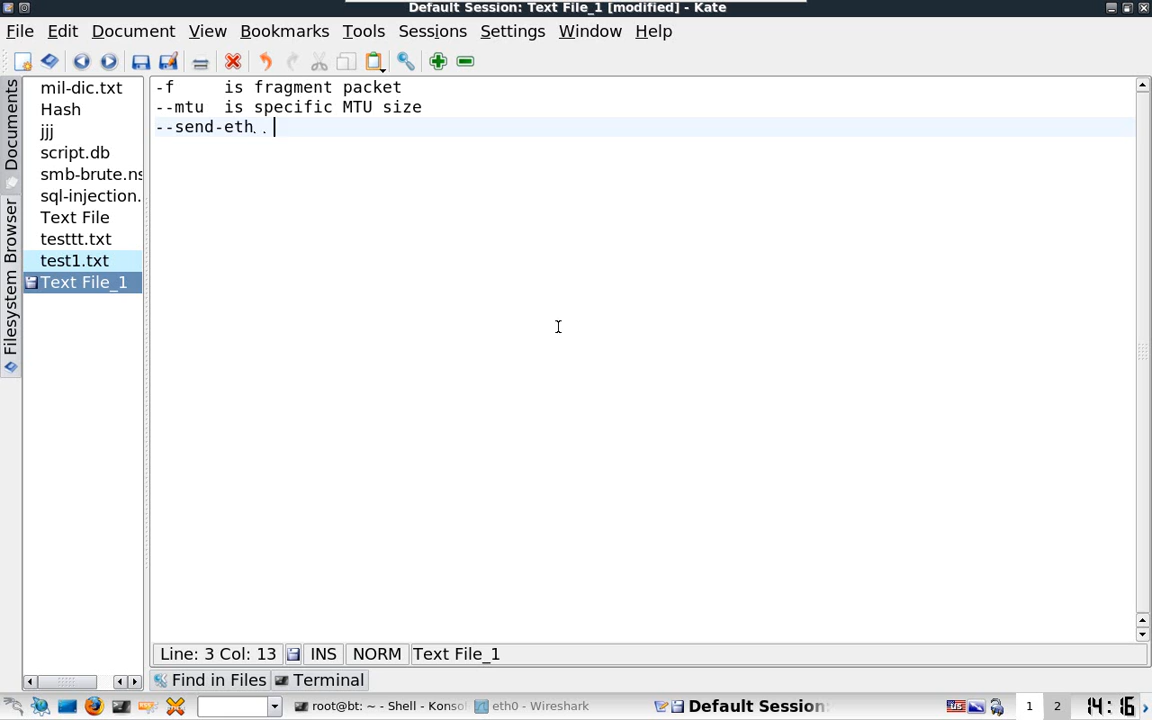 Default Session: Text File_1 [modified] - Kate
File Edit Document View Bookmarks Tools Sessions Settings Window Help
Documents
Filesystem Browser
mil-dic.txt
Hash
jjj
script.db
smb-brute.ns
sql-injection.
Text File
testtt.txt
test1.txt
Text File_1
-f     is fragment packet
--mtu  is specific MTU size
--send-eth
Line: 3 Col: 13 INS NORM Text File_1
Find in Files Terminal
root@bt: ~ - Shell - Konso eth0 - Wireshark Default Session: 1 2 14:16